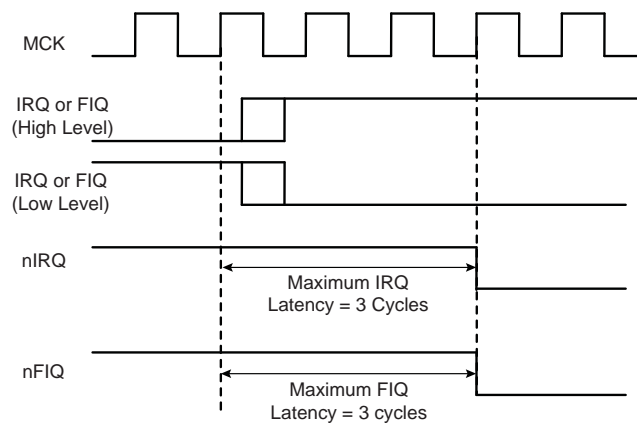 MCK
IRQ or FIQ
(High Level)
IRQ or FIQ
(Low Level)
nIRQ
Maximum IRQ
Latency = 3 Cycles
nFIQ
Maximum FIQ
Latency = 3 cycles